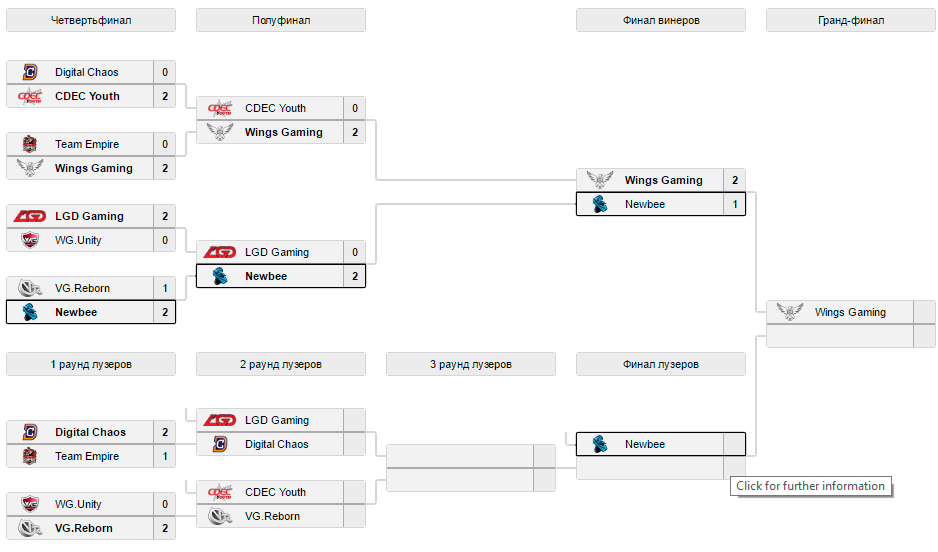 Четвертьфинал
Полуфинал
Финал винеров
Гранд-финал
Digital Chaos 0
CDEC Youth 2
Team Empire 0
Wings Gaming 2
LGD Gaming 2
WG.Unity 0
VG.Reborn 1
Newbee 2
CDEC Youth 0
Wings Gaming 2
LGD Gaming 0
Newbee 2
Wings Gaming 2
Newbee 1
Wings Gaming
1 раунд лузеров
2 раунд лузеров
3 раунд лузеров
Финал лузеров
Digital Chaos 2
Team Empire 1
WG.Unity 0
VG.Reborn 2
LGD Gaming
Digital Chaos
CDEC Youth
VG.Reborn
Newbee
Click for further information